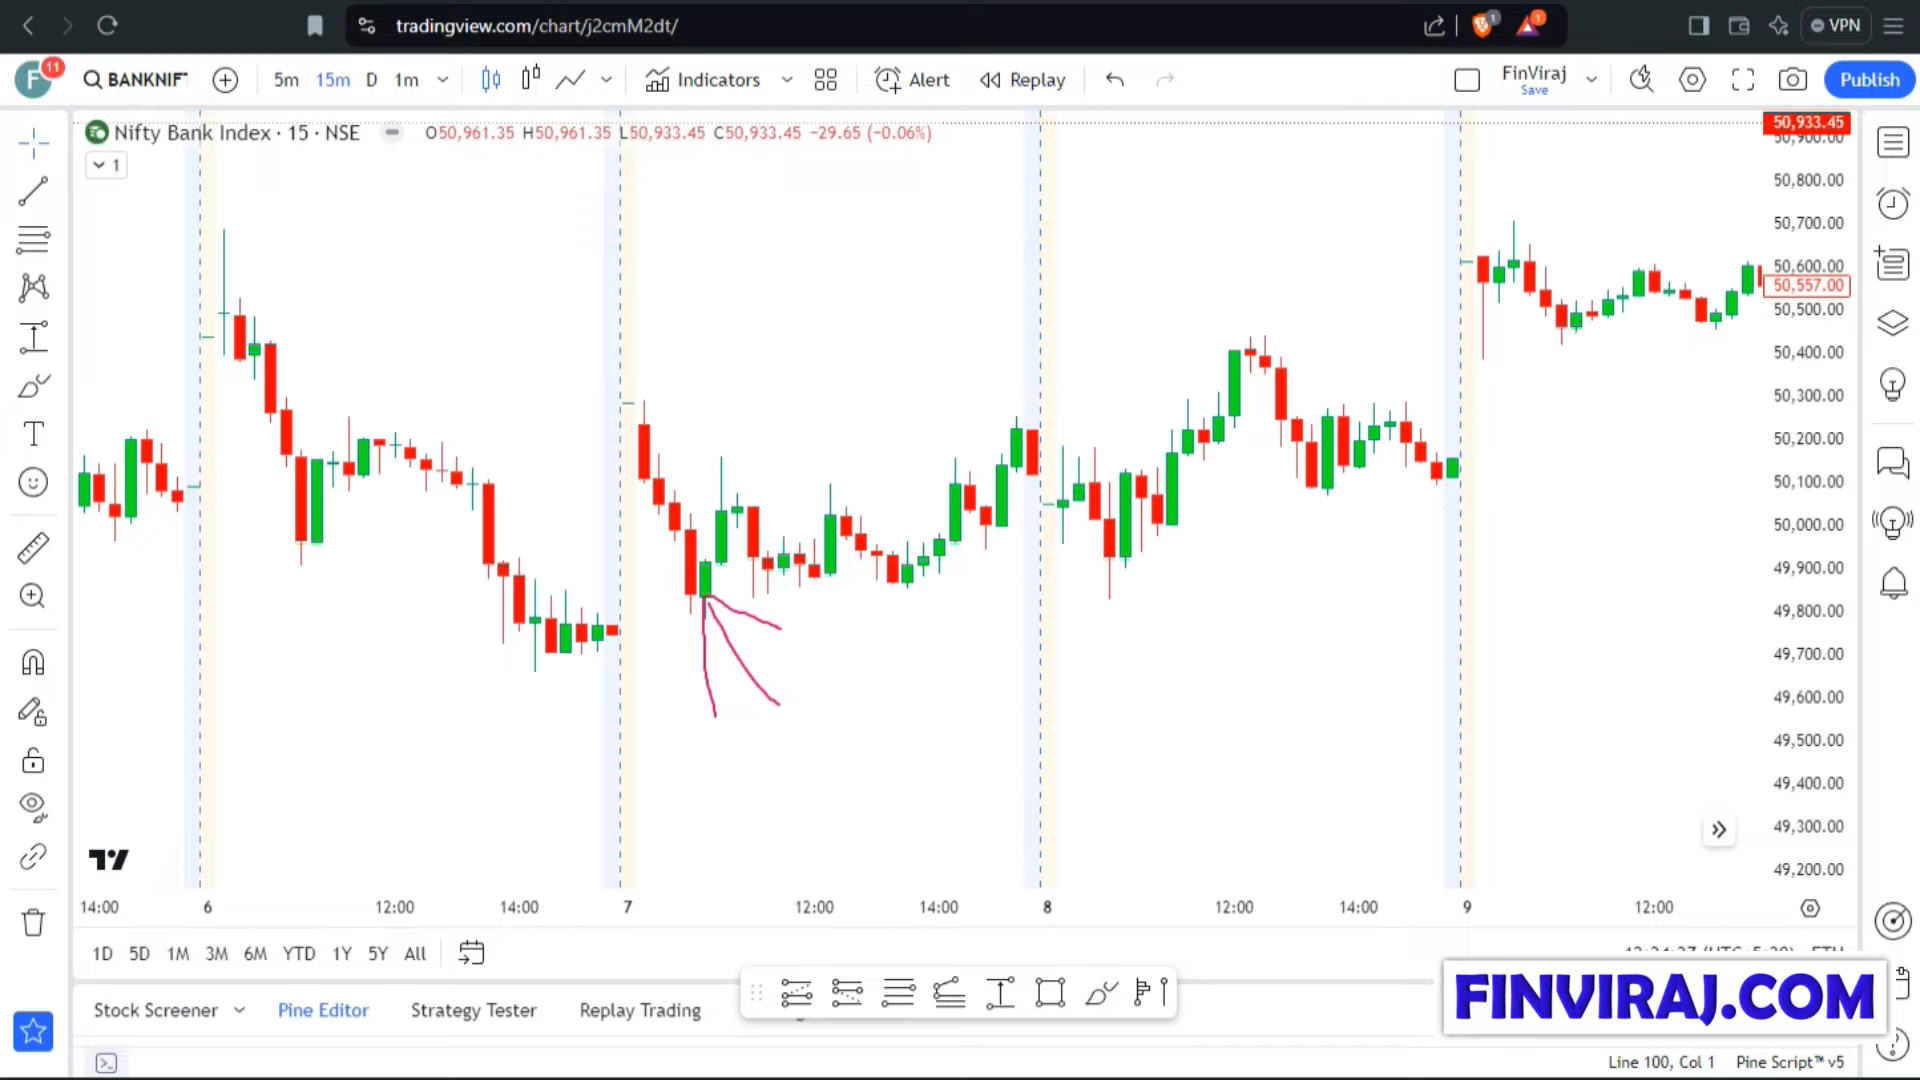 tradingview.com/chart/j2cmM2dt/
1
1
VPN
F
11
BANKNIF
5m
15m
D
1m
Indicators
Alert
Replay
FinViraj
Save
Publish
Nifty Bank Index · 15 · NSE
O50,961.35 H50,961.35 L50,933.45 C50,933.45 −29.65 (−0.06%)
1
50,933.45
50,900.00
50,800.00
50,700.00
50,600.00
50,557.00
50,500.00
50,400.00
50,300.00
50,200.00
50,100.00
50,000.00
49,900.00
49,800.00
49,700.00
49,600.00
49,500.00
49,400.00
49,300.00
49,200.00
14:00
6
12:00
14:00
7
12:00
14:00
8
12:00
14:00
9
12:00
1D
5D
1M
3M
6M
YTD
1Y
5Y
All
Stock Screener
Pine Editor
Strategy Tester
Replay Trading
FINVIRAJ.COM
Line 100, Col 1
Pine Script™ v5